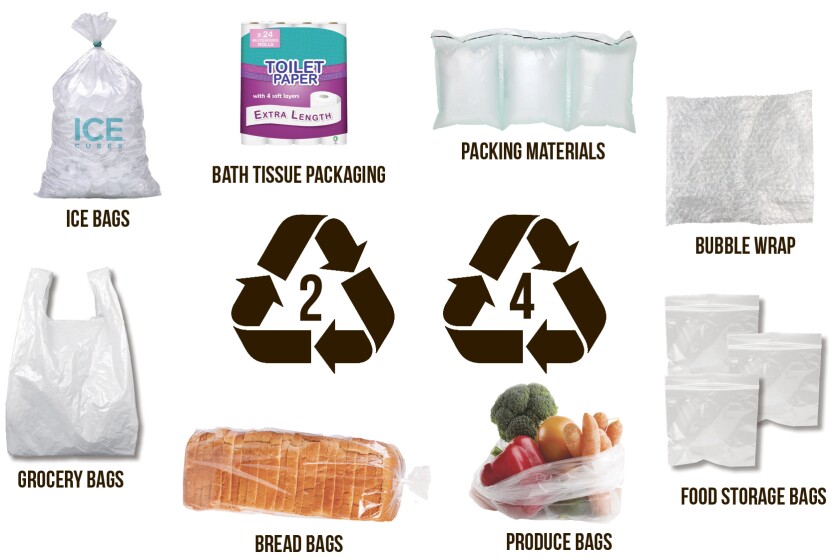 ICE
CUBES
ICE BAGS
x 24
ROLLS
TOILET
PAPER
with 4 soft layers
EXTRA LENGTH
BATH TISSUE PACKAGING
PACKING MATERIALS
BUBBLE WRAP
2
4
GROCERY BAGS
BREAD BAGS
PRODUCE BAGS
FOOD STORAGE BAGS